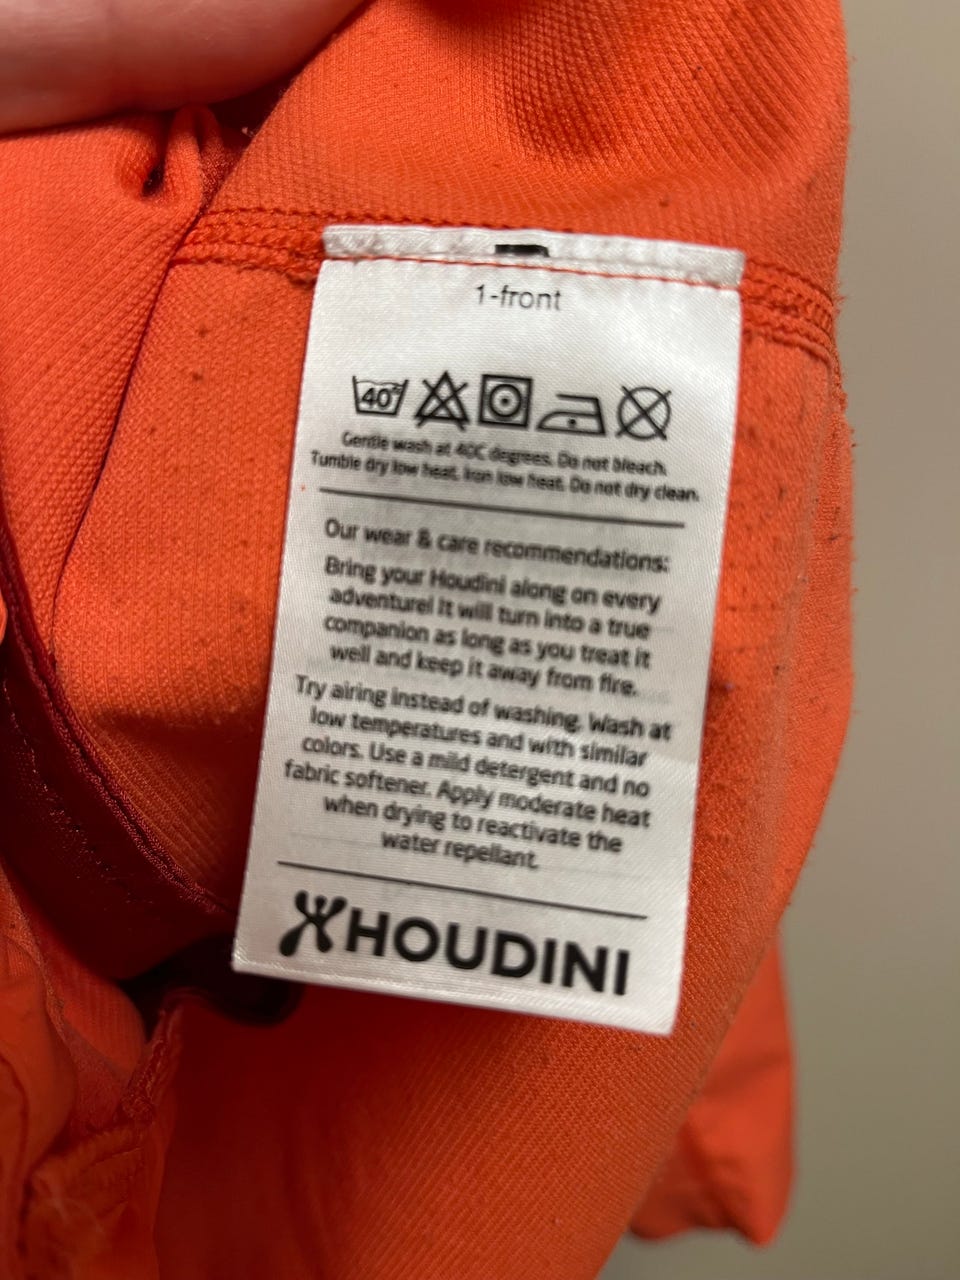 1-front
40°
Gentle wash at 40C degrees. Do not bleach.
Tumble dry low heat. Iron low heat. Do not dry clean.
Our wear & care recommendations:
Bring your Houdini along on every
adventure! It will turn into a true
companion as long as you treat it
well and keep it away from fire.
Try airing instead of washing. Wash at
low temperatures and with similar
colors. Use a mild detergent and no
fabric softener. Apply moderate heat
when drying to reactivate the
water repellant.
HOUDINI